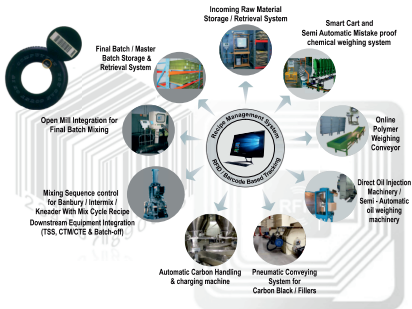 Incoming Raw Material
Storage / Retrieval System
Smart Cart and
Semi Automatic Mistake proof
chemical weighing system
Final Batch / Master
Batch Storage &
Retrieval System
Open Mill Integration for
Final Batch Mixing
Recipe Management System
RFID / Barcode Based Tracking
Online
Polymer
Weighing
Conveyor
Mixing Sequence control
for Banbury / Intermix /
Kneader With Mix Cycle Recipe
Downstream Equipment Integration
(TSS, CTM/CTE & Batch-off)
Direct Oil Injection
Machinery /
Semi - Automatic
oil weighing
machinery
Automatic Carbon Handling
& charging machine
Pneumatic Conveying
System for
Carbon Black / Fillers